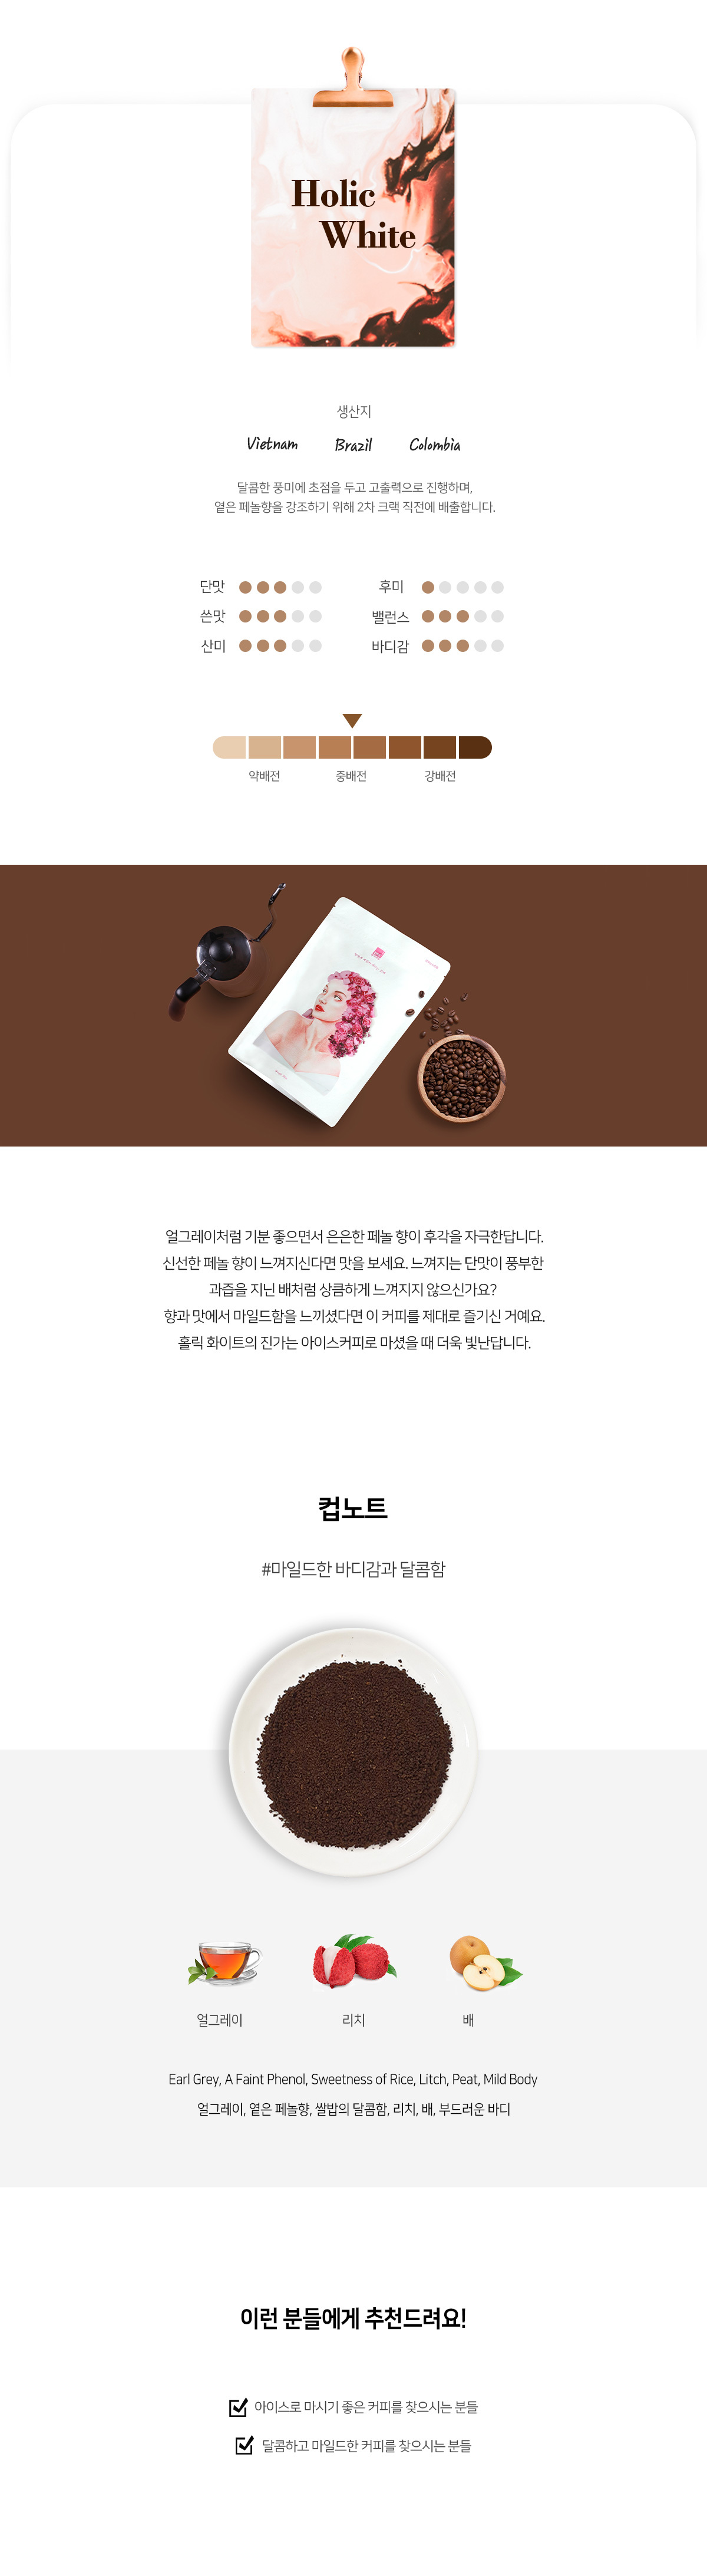 Holic
White
생산지
Vietnam Brazil Colombia
달콤한 풍미에 초점을 두고 고출력으로 진행하며,
옅은 페놀향을 강조하기 위해 2차 크랙 직전에 배출합니다.
단맛 후미
쓴맛 밸런스
산미 바디감
약배전 중배전 강배전
얼그레이처럼 기분 좋으면서 은은한 페놀 향이 후각을 자극한답니다.
신선한 페놀 향이 느껴지신다면 맛을 보세요. 느껴지는 단맛이 풍부한
과즙을 지닌 배처럼 상큼하게 느껴지지 않으신가요?
향과 맛에서 마일드함을 느끼셨다면 이 커피를 제대로 즐기신 거예요.
홀릭 화이트의 진가는 아이스커피로 마셨을 때 더욱 빛난답니다.
컵노트
#마일드한 바디감과 달콤함
얼그레이 리치 배
Earl Grey, A Faint Phenol, Sweetness of Rice, Litch, Peat, Mild Body
얼그레이, 옅은 페놀향, 쌀밥의 달콤함, 리치, 배, 부드러운 바디
이런 분들에게 추천드려요!
아이스로 마시기 좋은 커피를 찾으시는 분들
달콤하고 마일드한 커피를 찾으시는 분들